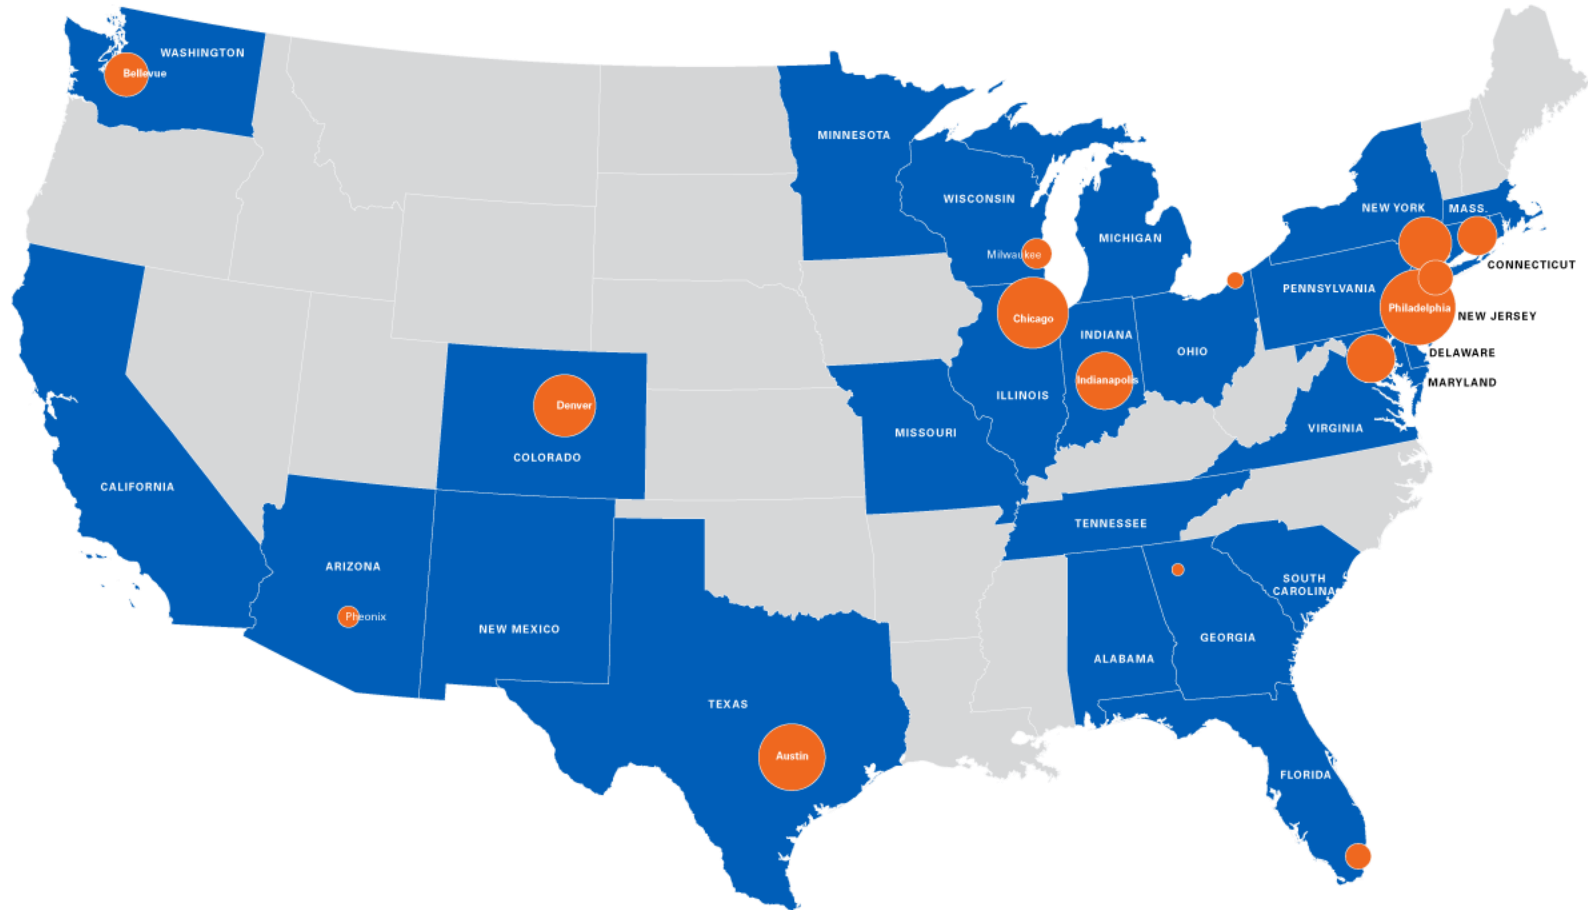 WASHINGTON
Bellevue
MINNESOTA
WISCONSIN
NEW YORK
MASS.
MICHIGAN
Milwaukee
CONNECTICUT
PENNSYLVANIA
Philadelphia
NEW JERSEY
Chicago
INDIANA
OHIO
DELAWARE
Indianapolis
MARYLAND
ILLINOIS
Denver
MISSOURI
VIRGINIA
COLORADO
CALIFORNIA
TENNESSEE
ARIZONA
SOUTH
CAROLINA
Pheonix
NEW MEXICO
GEORGIA
ALABAMA
TEXAS
Austin
FLORIDA